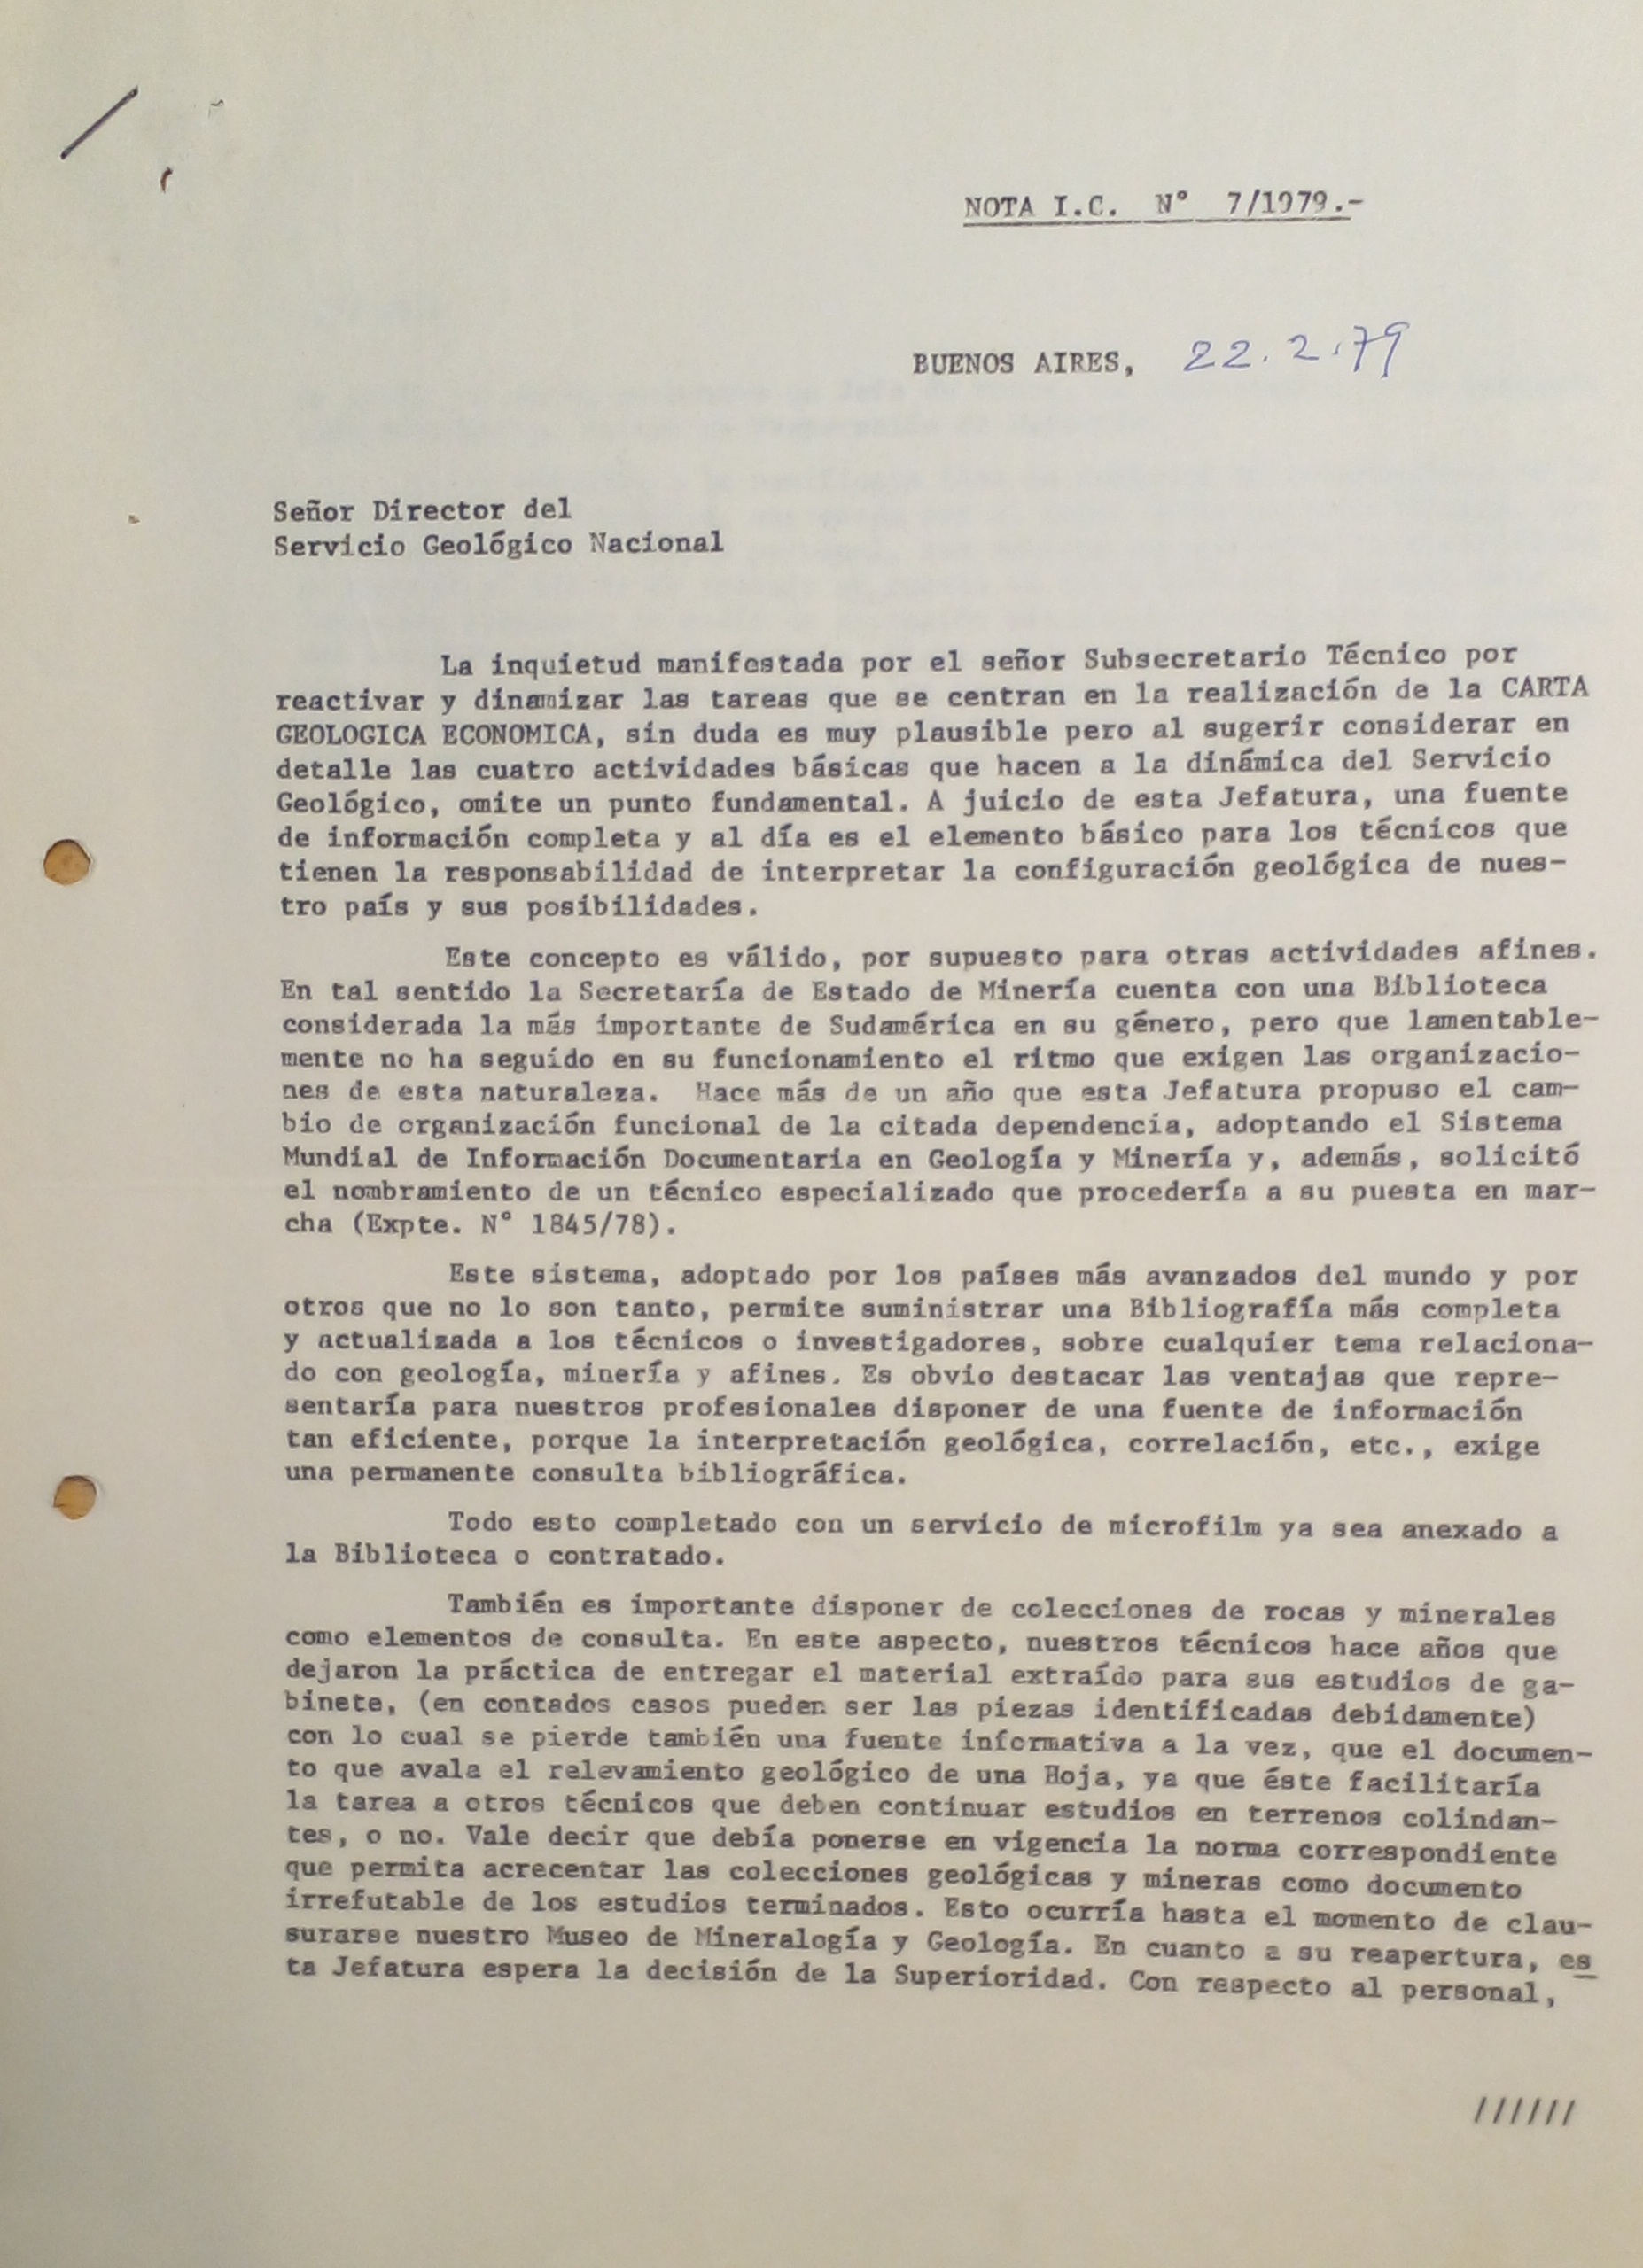 NOTA I.C. N° 7/1979.-
BUENOS AIRES, 22.2.79
Señor Director del
Servicio Geológico Nacional
La inquietud manifestada por el señor Subsecretario Técnico por
reactivar y dinamizar las tareas que se centran en la realización de la CARTA
GEOLOGICA ECONOMICA, sin duda es muy plausible pero al sugerir considerar en
detalle las cuatro actividades básicas que hacen a la dinámica del Servicio
Geológico, omite un punto fundamental. A juicio de esta Jefatura, una fuente
de información completa y al día es el elemento básico para los técnicos que
tienen la responsabilidad de interpretar la configuración geológica de nues-
tro país y sus posibilidades.
Este concepto es válido, por supuesto para otras actividades afines.
En tal sentido la Secretaría de Estado de Minería cuenta con una Biblioteca
considerada la más importante de Sudamérica en su género, pero que lamentable-
mente no ha seguído en su funcionamiento el ritmo que exigen las organizacio-
nes de esta naturaleza. Hace más de un año que esta Jefatura propuso el cam-
bio de organización funcional de la citada dependencia, adoptando el Sistema
Mundial de Información Documentaria en Geología y Minería y, además, solicitó
el nombramiento de un técnico especializado que procedería a su puesta en mar-
cha (Expte. N° 1845/78).
Este sistema, adoptado por los países más avanzados del mundo y por
otros que no lo son tanto, permite suministrar una Bibliografía más completa
y actualizada a los técnicos o investigadores, sobre cualquier tema relaciona-
do con geología, minería y afines. Es obvio destacar las ventajas que repre-
sentaría para nuestros profesionales disponer de una fuente de información
tan eficiente, porque la interpretación geológica, correlación, etc., exige
una permanente consulta bibliográfica.
Todo esto completado con un servicio de microfilm ya sea anexado a
la Biblioteca o contratado.
También es importante disponer de colecciones de rocas y minerales
como elementos de consulta. En este aspecto, nuestros técnicos hace años que
dejaron la práctica de entregar el material extraído para sus estudios de ga-
binete, (en contados casos pueden ser las piezas identificadas debidamente)
con lo cual se pierde también una fuente informativa a la vez, que el documen-
to que avala el relevamiento geológico de una Hoja, ya que éste facilitaría
la tarea a otros técnicos que deben continuar estudios en terrenos colindan-
tes, o no. Vale decir que debía ponerse en vigencia la norma correspondiente
que permita acrecentar las colecciones geológicas y mineras como documento
irrefutable de los estudios terminados. Esto ocurría hasta el momento de clau-
surarse nuestro Museo de Mineralogía y Geología. En cuanto a su reapertura, es
ta Jefatura espera la decisión de la Superioridad. Con respecto al personal,
//////